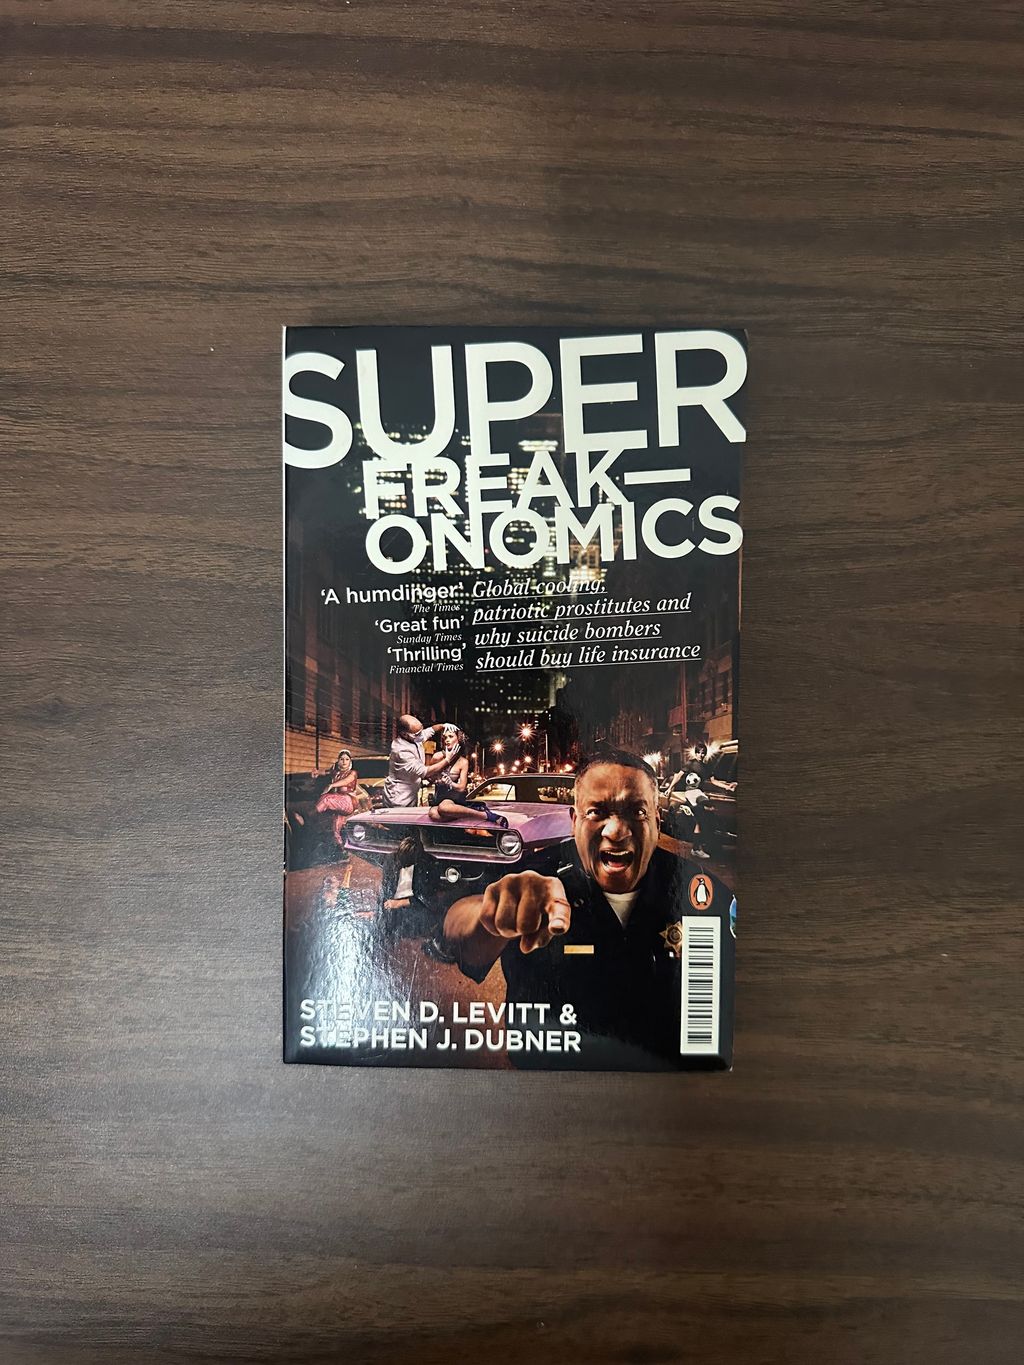 SUPER
FREAK—
ONOMICS
'A humdinger'
The Times
'Great fun'
Sunday Times
'Thrilling'
Financial Times
Global cooling,
patriotic prostitutes and
why suicide bombers
should buy life insurance
STEVEN D. LEVITT &
STEPHEN J. DUBNER